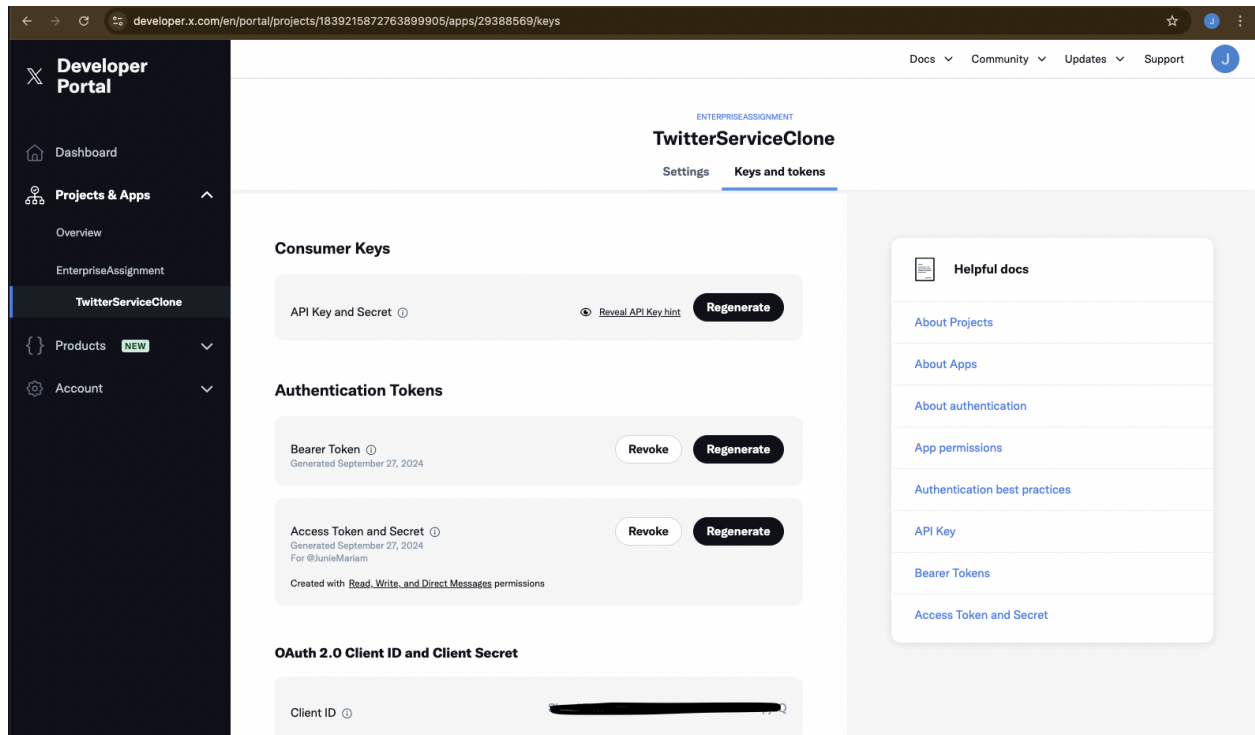 developer.x.com/en/portal/projects/1839215872763899905/apps/29388569/keys
J
Developer
Portal
Docs
Community
Updates
Support
J
Dashboard
Projects & Apps
Overview
EnterpriseAssignment
TwitterServiceClone
Products NEW
Account
ENTERPRISEASSIGNMENT
TwitterServiceClone
Settings
Keys and tokens
Consumer Keys
API Key and Secret
Reveal API Key hint
Regenerate
Authentication Tokens
Bearer Token
Generated September 27, 2024
Revoke
Regenerate
Access Token and Secret
Generated September 27, 2024
For @JunieMariam
Revoke
Regenerate
Created with Read, Write, and Direct Messages permissions
OAuth 2.0 Client ID and Client Secret
Client ID
Helpful docs
About Projects
About Apps
About authentication
App permissions
Authentication best practices
API Key
Bearer Tokens
Access Token and Secret